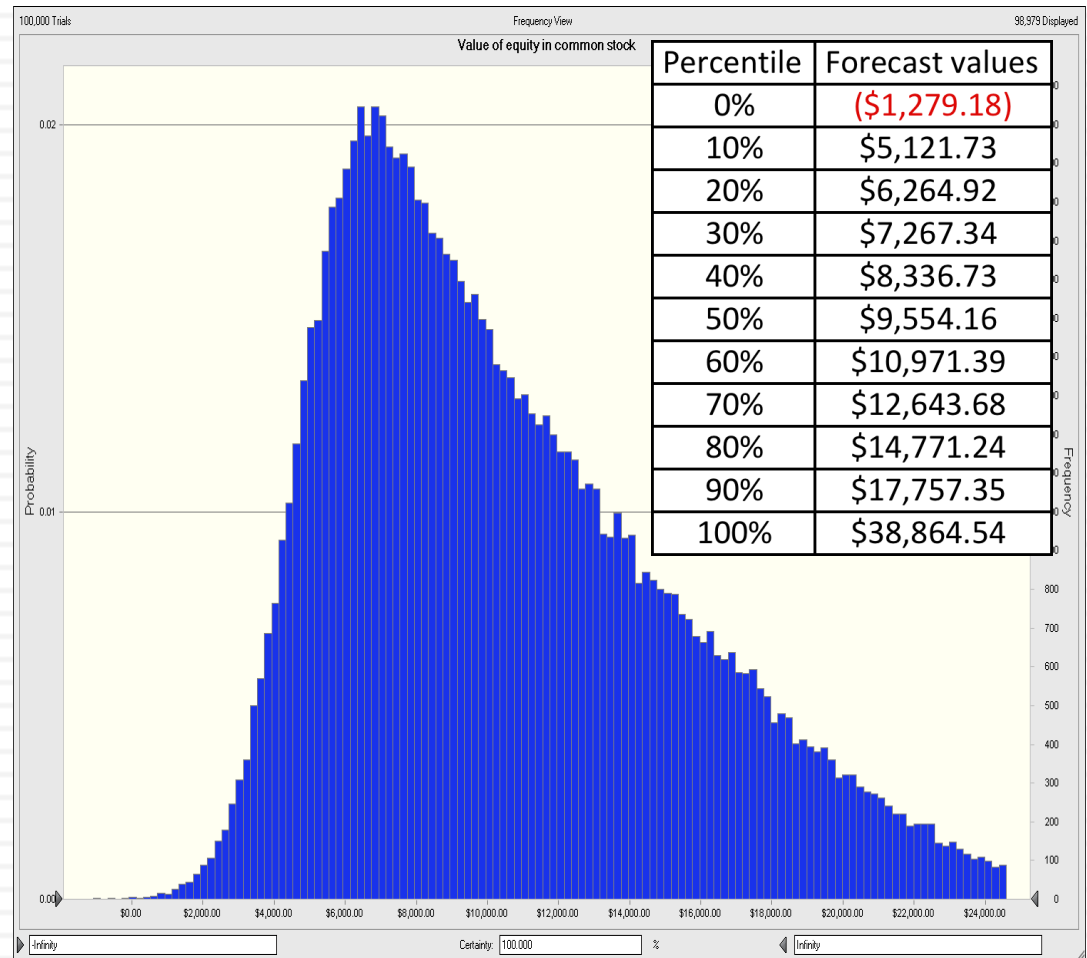 100,000 Trials
Frequency View
98,979 Displayed
Value of equity in common stock
Percentile Forecast values
0% ($1,279.18)
10% $5,121.73
20% $6,264.92
30% $7,267.34
40% $8,336.73
50% $9,554.16
60% $10,971.39
70% $12,643.68
80% $14,771.24
90% $17,757.35
100% $38,864.54
Probability
0.02
0.01
0.00
Frequency
800
700
600
500
400
300
200
100
0
$0.00 $2,000.00 $4,000.00 $6,000.00 $8,000.00 $10,000.00 $12,000.00 $14,000.00 $16,000.00 $18,000.00 $20,000.00 $22,000.00 $24,000.00
-Infinity Certainty: 100.000 % Infinity